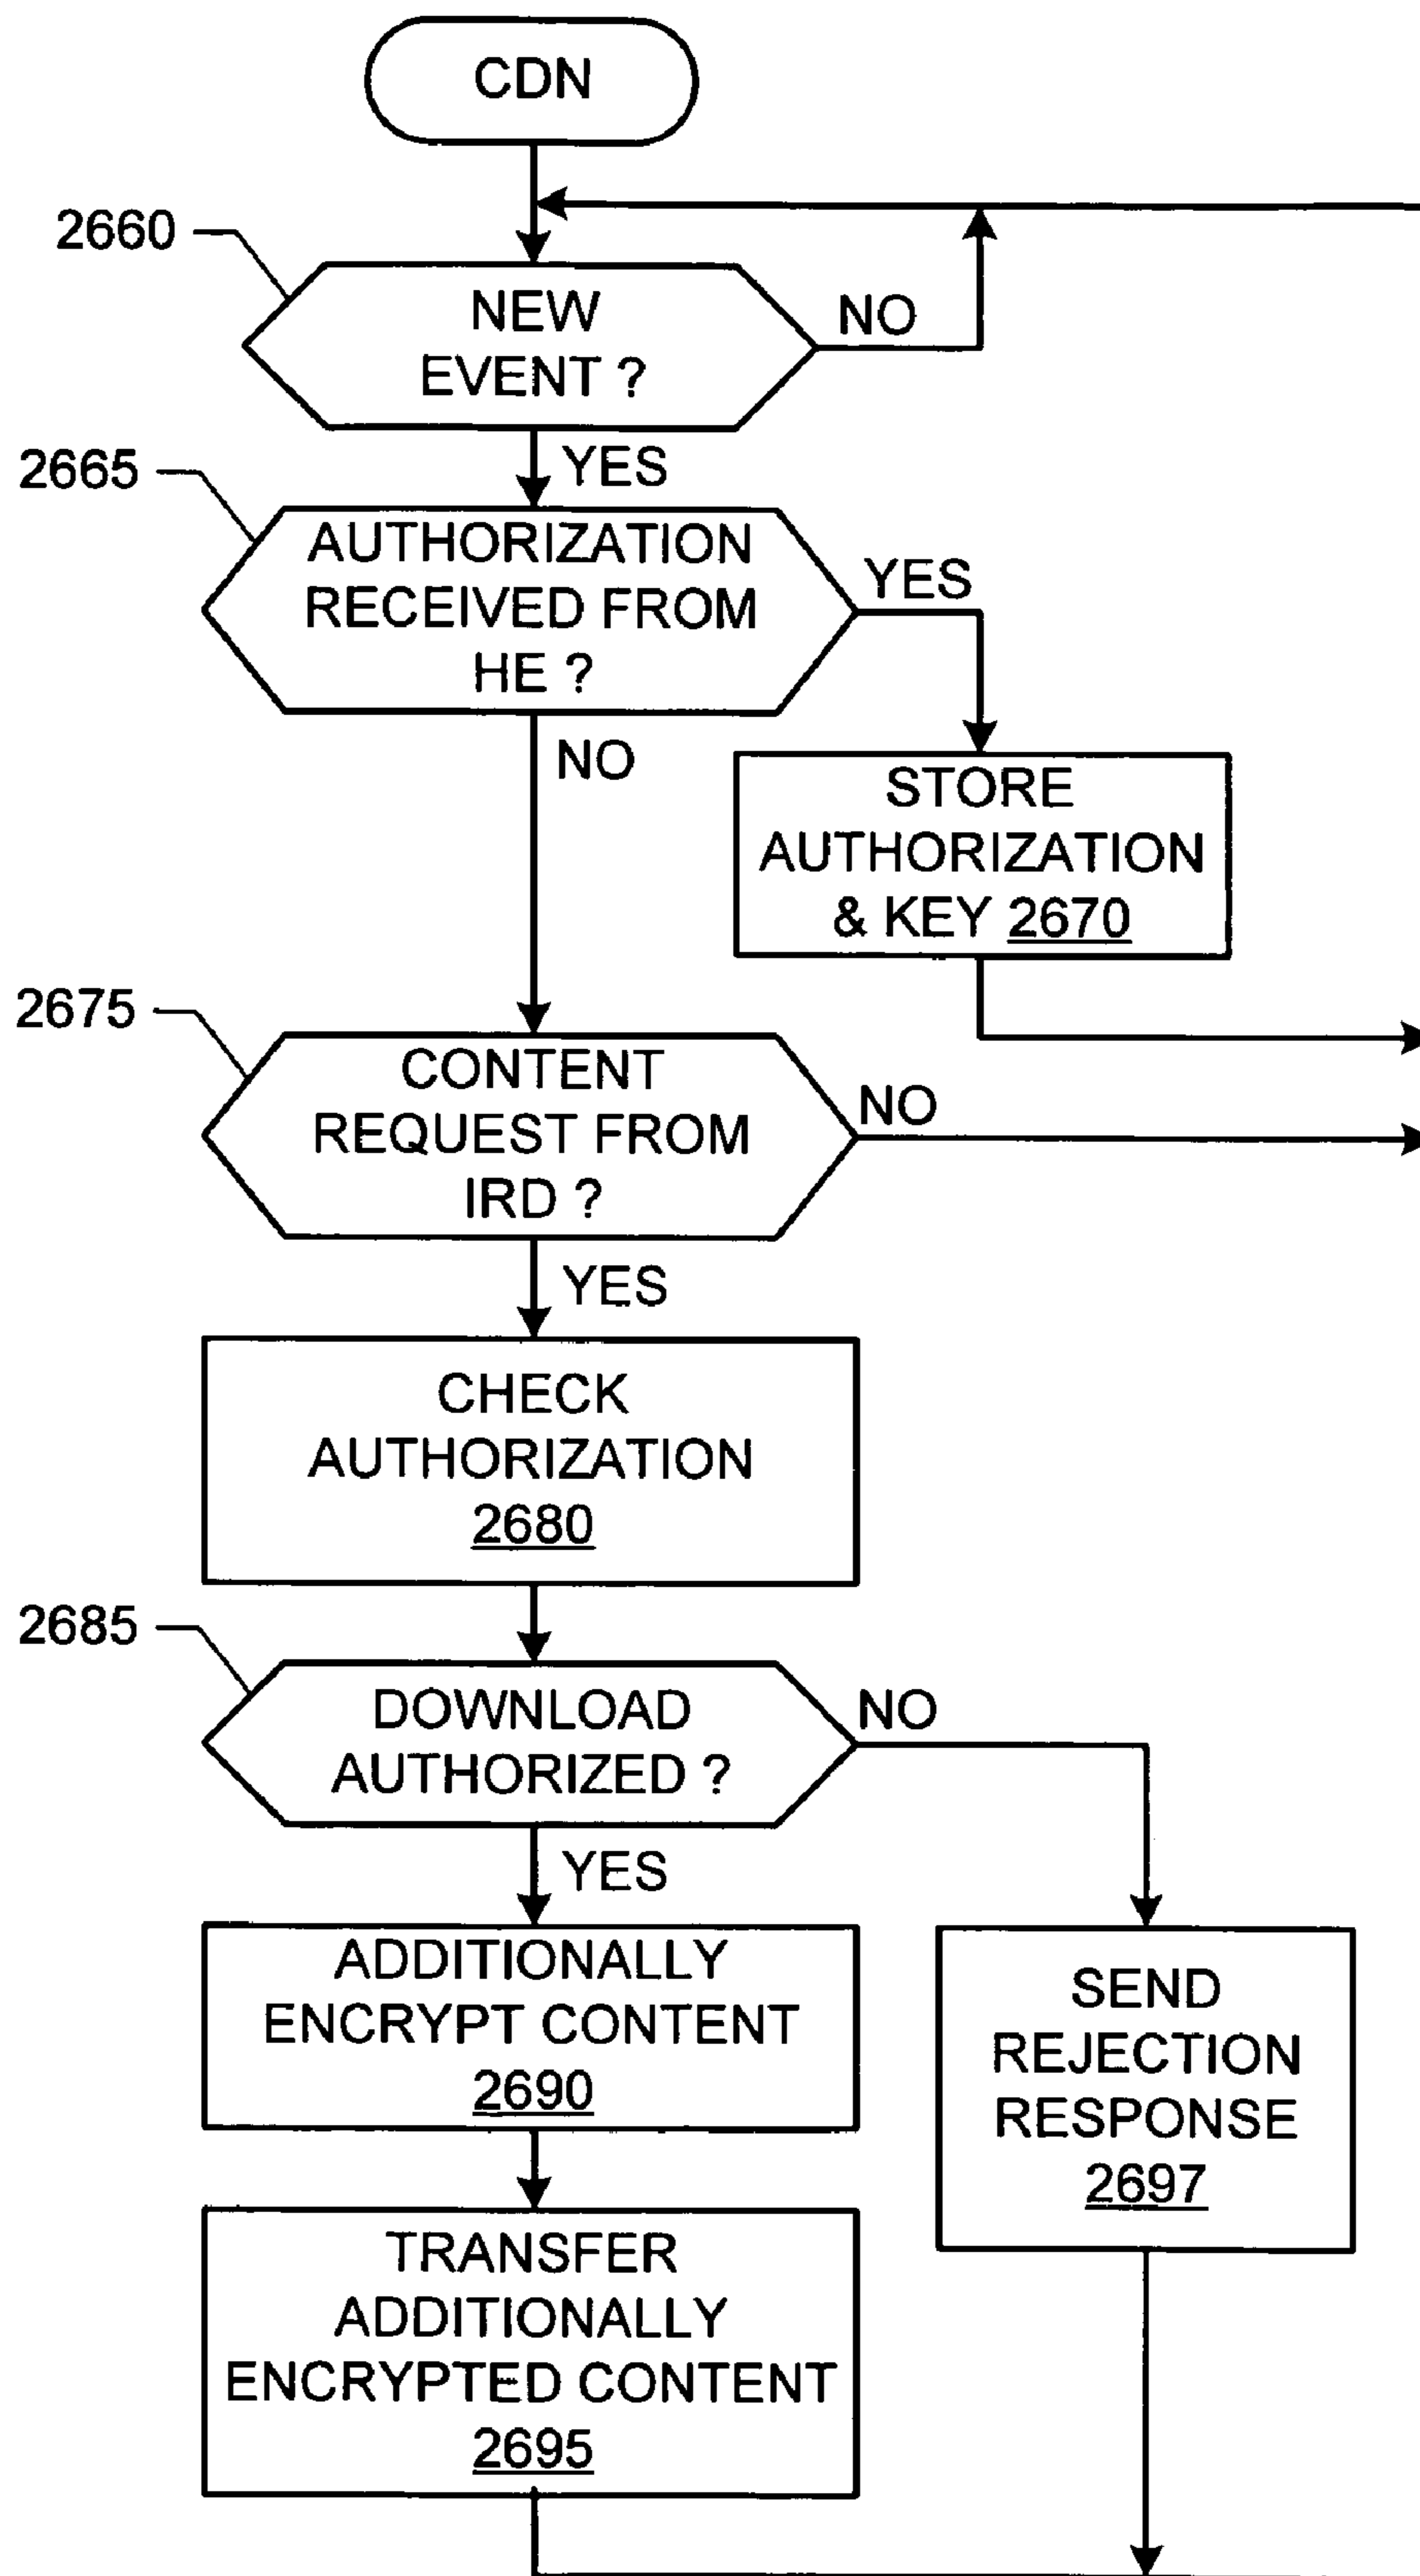 CDN
2660
NEW
EVENT ?
NO
YES
2665
AUTHORIZATION
RECEIVED FROM
HE ?
YES
NO
STORE
AUTHORIZATION
& KEY 2670
2675
CONTENT
REQUEST FROM
IRD ?
NO
YES
CHECK
AUTHORIZATION
2680
2685
DOWNLOAD
AUTHORIZED ?
NO
YES
ADDITIONALLY
ENCRYPT CONTENT
2690
SEND
REJECTION
RESPONSE
2697
TRANSFER
ADDITIONALLY
ENCRYPTED CONTENT
2695